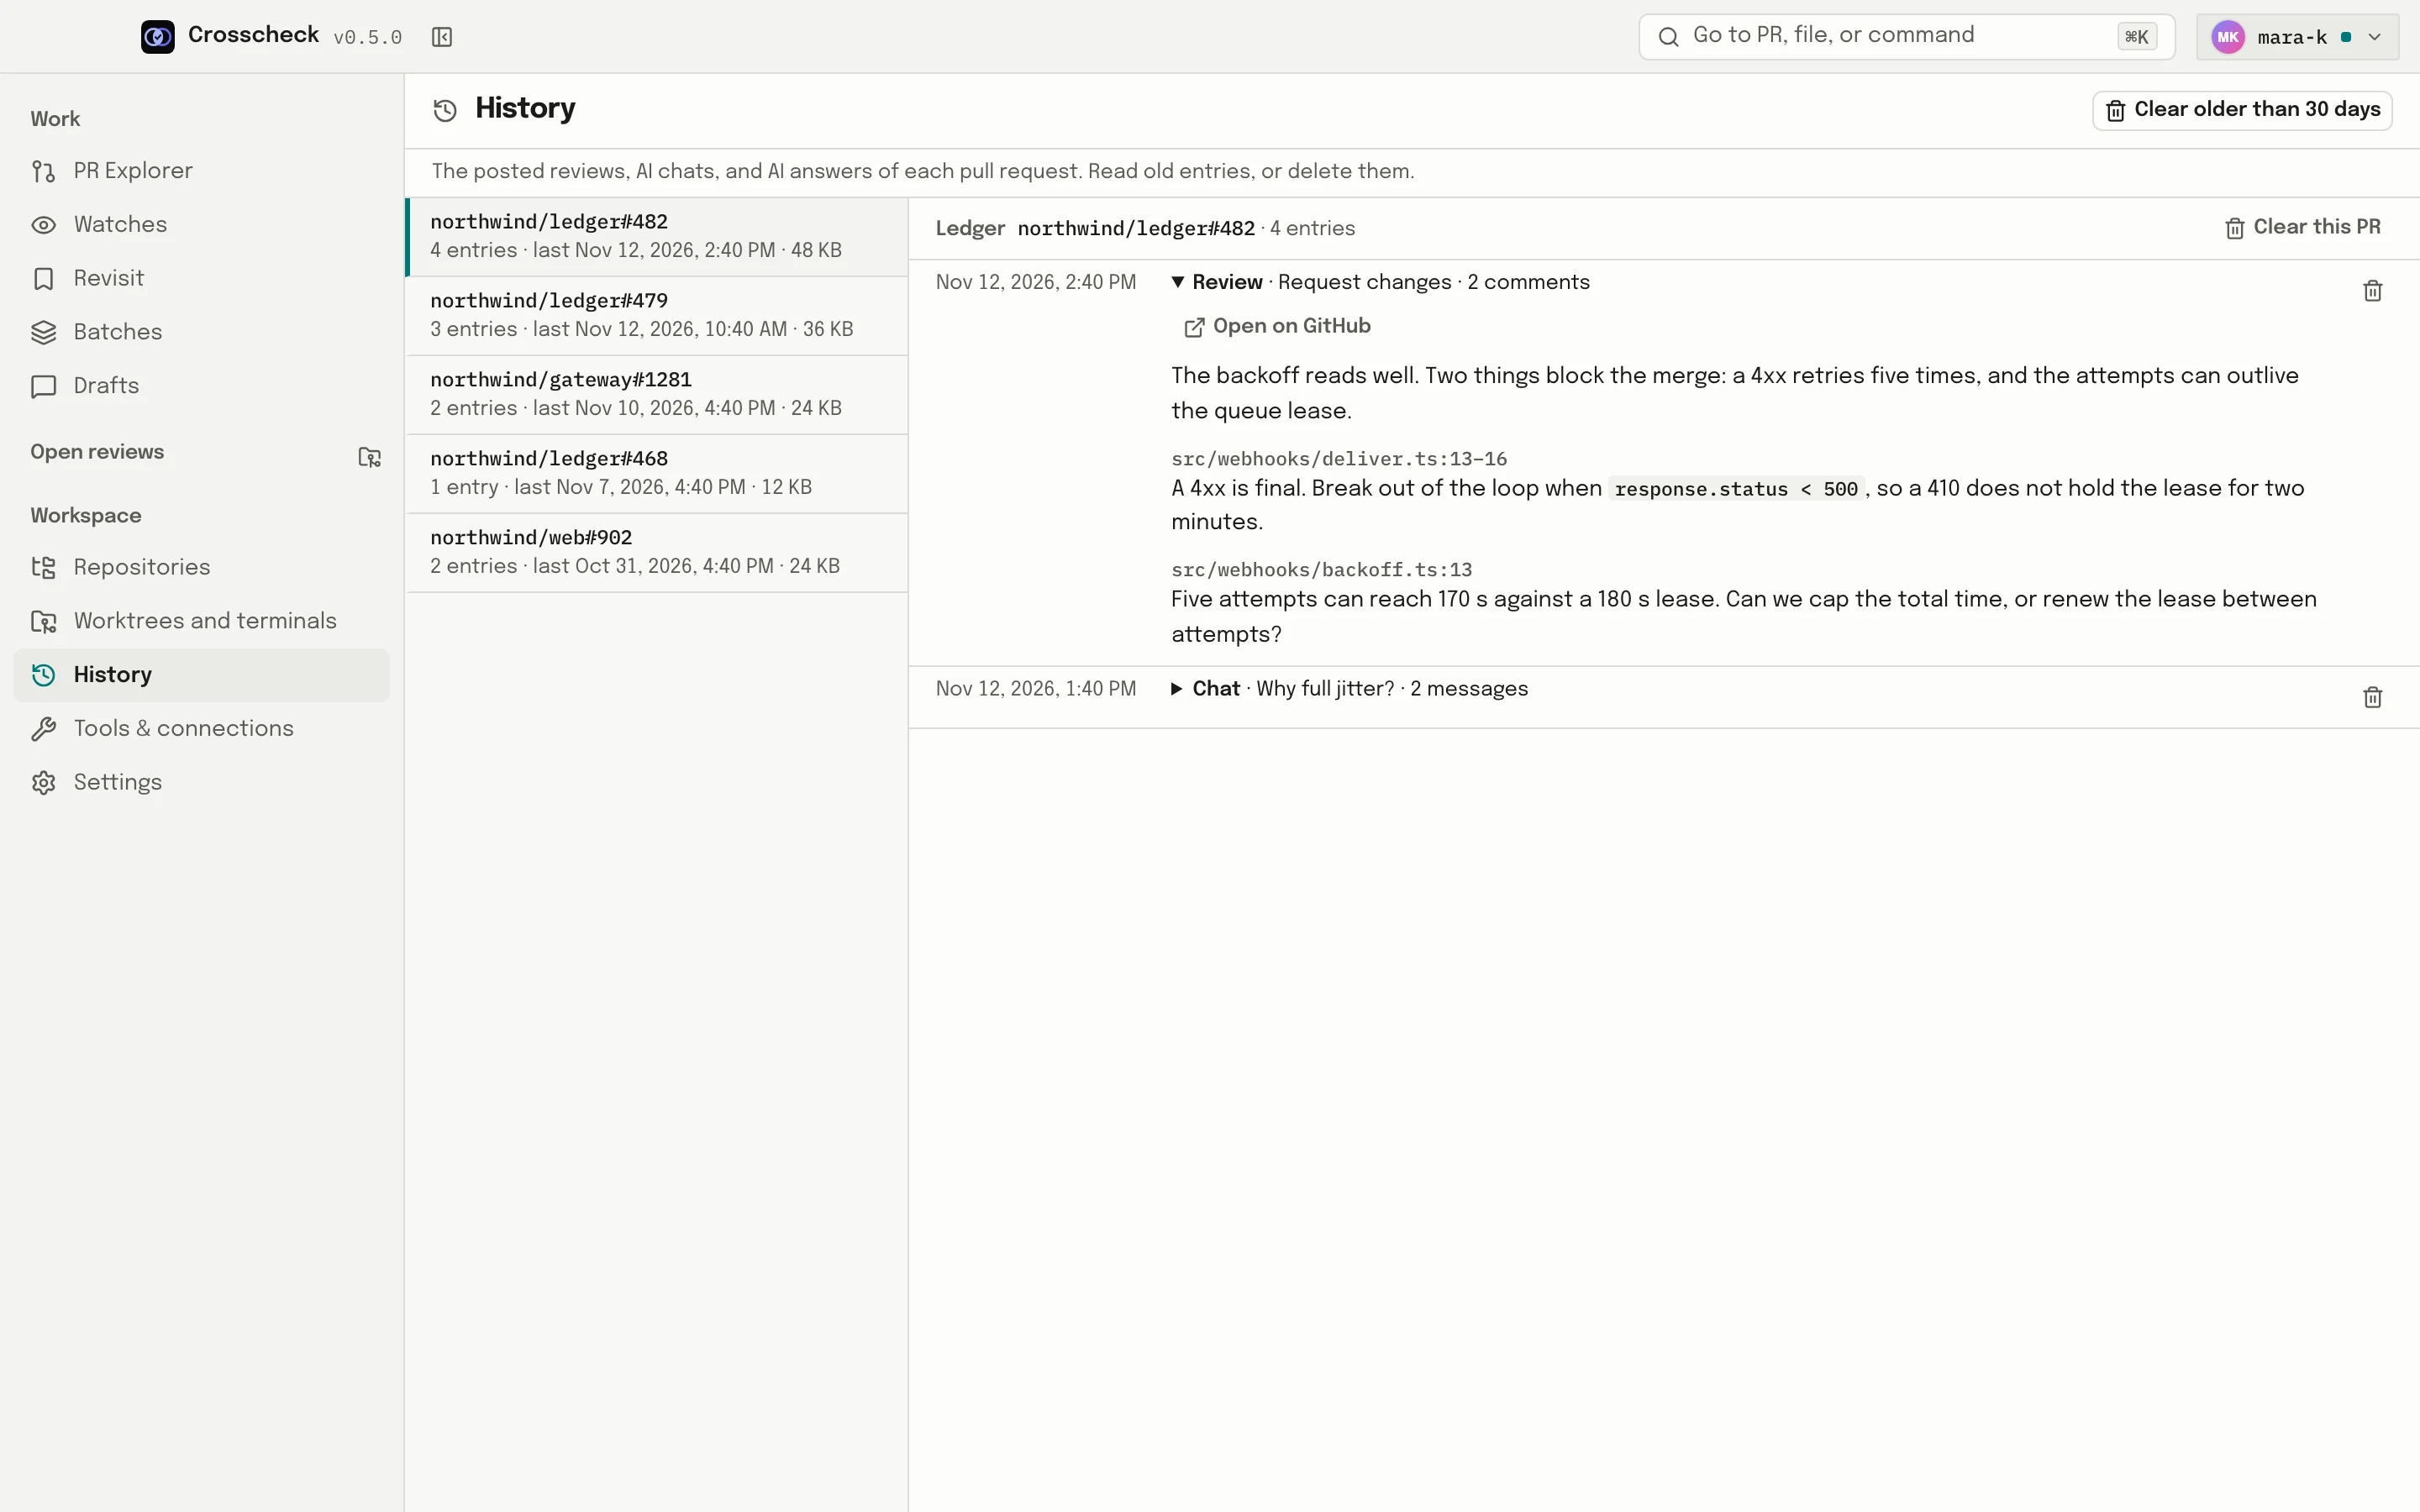 Crosscheck v0.5.0
Go to PR, file, or command ⌘K
MK mara-k
Work
PR Explorer
Watches
Revisit
Batches
Drafts
Open reviews
Workspace
Repositories
Worktrees and terminals
History
Tools & connections
Settings
History
Clear older than 30 days
The posted reviews, AI chats, and AI answers of each pull request. Read old entries, or delete them.
northwind/ledger#482
4 entries · last Nov 12, 2026, 2:40 PM · 48 KB
northwind/ledger#479
3 entries · last Nov 12, 2026, 10:40 AM · 36 KB
northwind/gateway#1281
2 entries · last Nov 10, 2026, 4:40 PM · 24 KB
northwind/ledger#468
1 entry · last Nov 7, 2026, 4:40 PM · 12 KB
northwind/web#902
2 entries · last Oct 31, 2026, 4:40 PM · 24 KB
Ledger northwind/ledger#482 · 4 entries
Clear this PR
Nov 12, 2026, 2:40 PM
▼ Review · Request changes · 2 comments
Open on GitHub
The backoff reads well. Two things block the merge: a 4xx retries five times, and the attempts can outlive
the queue lease.
src/webhooks/deliver.ts:13–16
A 4xx is final. Break out of the loop when response.status < 500, so a 410 does not hold the lease for two
minutes.
src/webhooks/backoff.ts:13
Five attempts can reach 170 s against a 180 s lease. Can we cap the total time, or renew the lease between
attempts?
Nov 12, 2026, 1:40 PM
▶ Chat · Why full jitter? · 2 messages